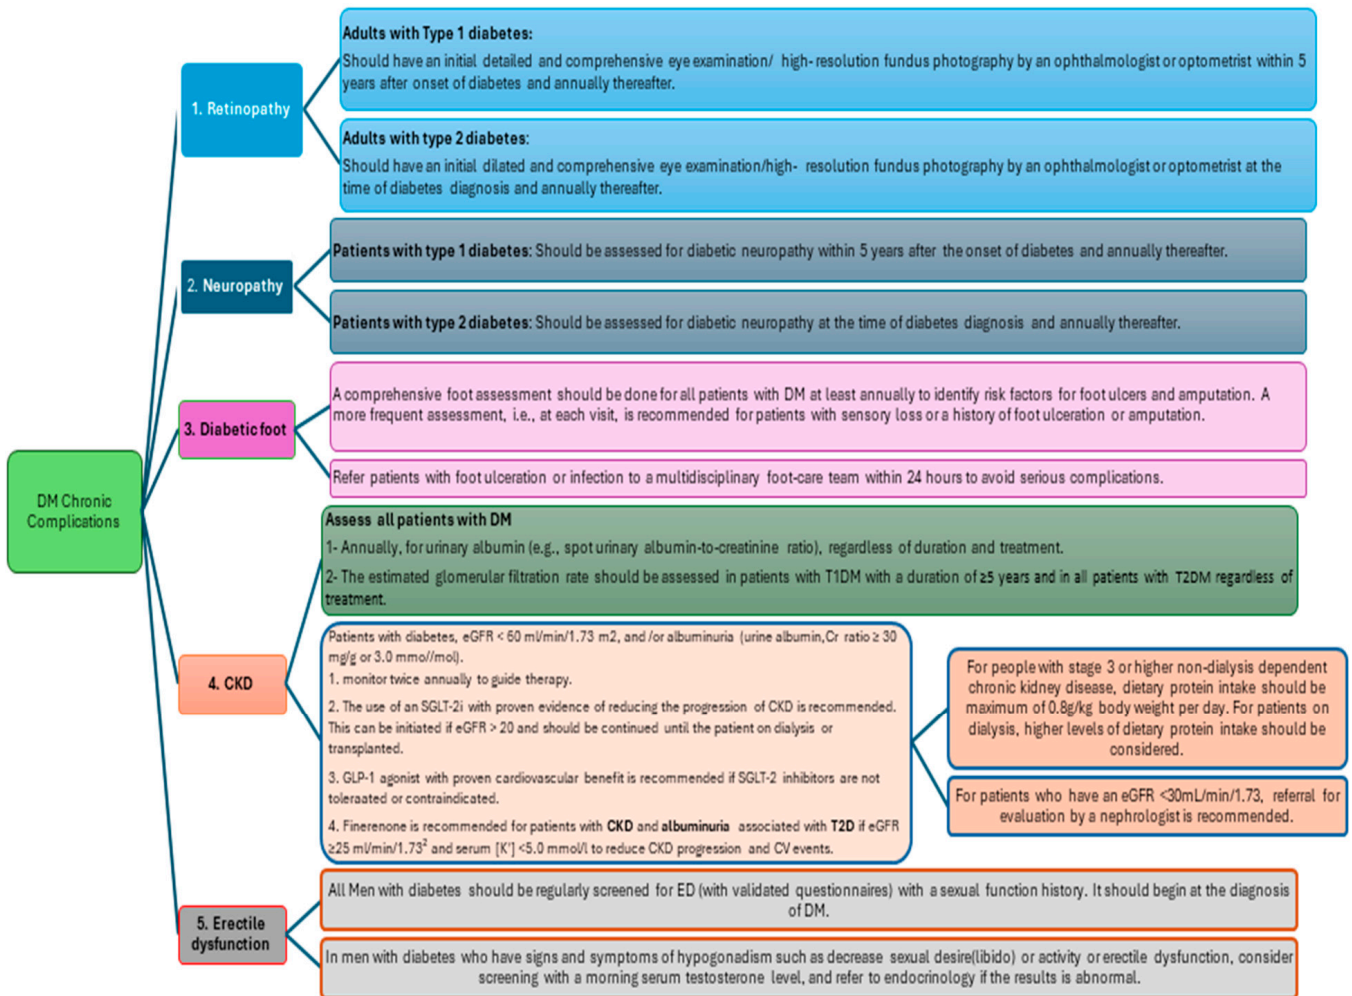 DM Chronic
Complications
1. Retinopathy
Adults with Type 1 diabetes:
Should have an initial detailed and comprehensive eye examination/ high- resolution fundus photography by an ophthalmologist or optometrist within 5
years after onset of diabetes and annually thereafter.
Adults with type 2 diabetes:
Should have an initial dilated and comprehensive eye examination/high- resolution fundus photography by an ophthalmologist or optometrist at the
time of diabetes diagnosis and annually thereafter.
2. Neuropathy
Patients with type 1 diabetes: Should be assessed for diabetic neuropathy within 5 years after the onset of diabetes and annually thereafter.
Patients with type 2 diabetes: Should be assessed for diabetic neuropathy at the time of diabetes diagnosis and annually thereafter.
3. Diabetic foot
A comprehensive foot assessment should be done for all patients with DM at least annually to identify risk factors for foot ulcers and amputation. A
more frequent assessment, i.e., at each visit, is recommended for patients with sensory loss or a history of foot ulceration or amputation.
Refer patients with foot ulceration or infection to a multidisciplinary foot-care team within 24 hours to avoid serious complications.
4. CKD
Assess all patients with DM
1- Annually, for urinary albumin (e.g., spot urinary albumin-to-creatinine ratio), regardless of duration and treatment.
2- The estimated glomerular filtration rate should be assessed in patients with T1DM with a duration of ≥5 years and in all patients with T2DM regardless of
treatment.
Patients with diabetes, eGFR < 60 ml/min/1.73 m2, and /or albuminuria (urine albumin,Cr ratio ≥ 30
mg/g or 3.0 mmo//mol).
1. monitor twice annually to guide therapy.
2. The use of an SGLT-2i with proven evidence of reducing the progression of CKD is recommended.
This can be initiated if eGFR > 20 and should be continued until the patient on dialysis or
transplanted.
3. GLP-1 agonist with proven cardiovascular benefit is recommended if SGLT-2 inhibitors are not
toleraated or contraindicated.
4. Finerenone is recommended for patients with CKD and albuminuria associated with T2D if eGFR
≥25 ml/min/1.73² and serum [K⁺] <5.0 mmol/l to reduce CKD progression and CV events.
For people with stage 3 or higher non-dialysis dependent
chronic kidney disease, dietary protein intake should be
maximum of 0.8g/kg body weight per day. For patients on
dialysis, higher levels of dietary protein intake should be
considered.
For patients who have an eGFR <30mL/min/1.73, referral for
evaluation by a nephrologist is recommended.
5. Erectile
dysfunction
All Men with diabetes should be regularly screened for ED (with validated questionnaires) with a sexual function history. It should begin at the diagnosis
of DM.
In men with diabetes who have signs and symptoms of hypogonadism such as decrease sexual desire(libido) or activity or erectile dysfunction, consider
screening with a morning serum testosterone level, and refer to endocrinology if the results is abnormal.